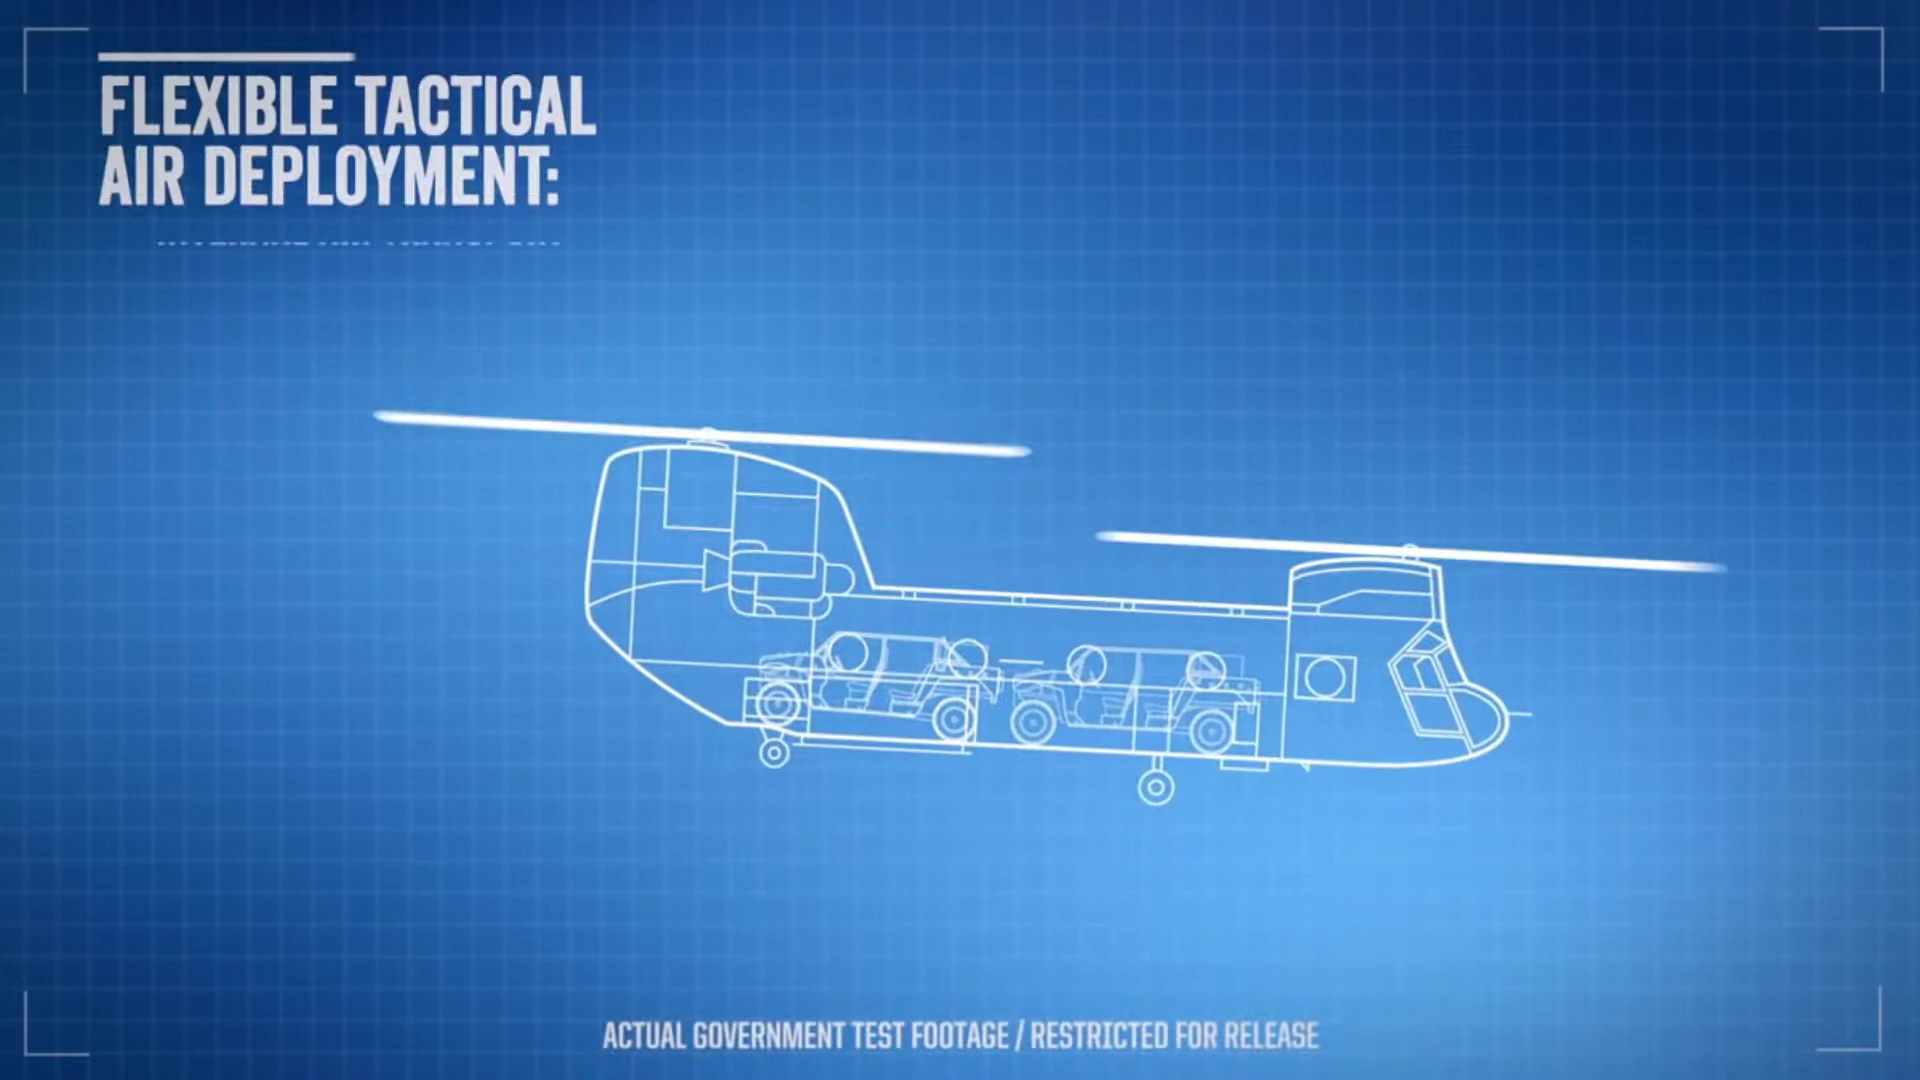 FLEXIBLE TACTICAL
AIR DEPLOYMENT:
ACTUAL GOVERNMENT TEST FOOTAGE / RESTRICTED FOR RELEASE